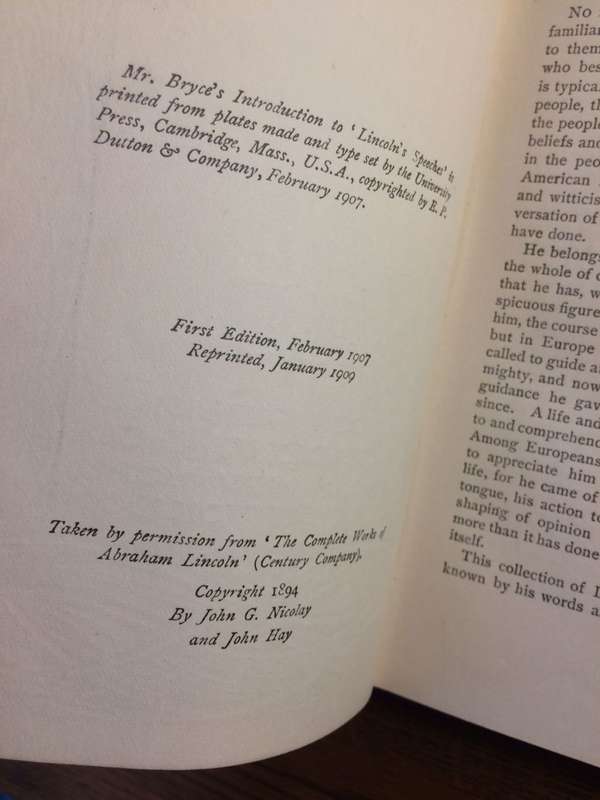 Mr. Bryce's Introduction to 'Lincoln's Speeches' is
printed from plates made and type set by the University
Press, Cambridge, Mass., U.S.A., copyrighted by E. P.
Dutton & Company, February 1907.
First Edition, February 1907
Reprinted, January 1909
Taken by permission from 'The Complete Works of
Abraham Lincoln' (Century Company).
Copyright 1894
By John G. Nicolay
and John Hay
No
familiar
to them
who bes
is typical
people, th
the people
beliefs and
in the peo
American
and witticis
versation of
have done.
He belongs
the whole of
that he has, w
spicuous figure
him, the course
but in Europe
called to guide a
mighty, and now
guidance he gav
since. A life and
to and comprehend
Among Europeans
to appreciate him
life, for he came of
tongue, his action to
shaping of opinion
more than it has done
itself.
This collection of
known by his words a